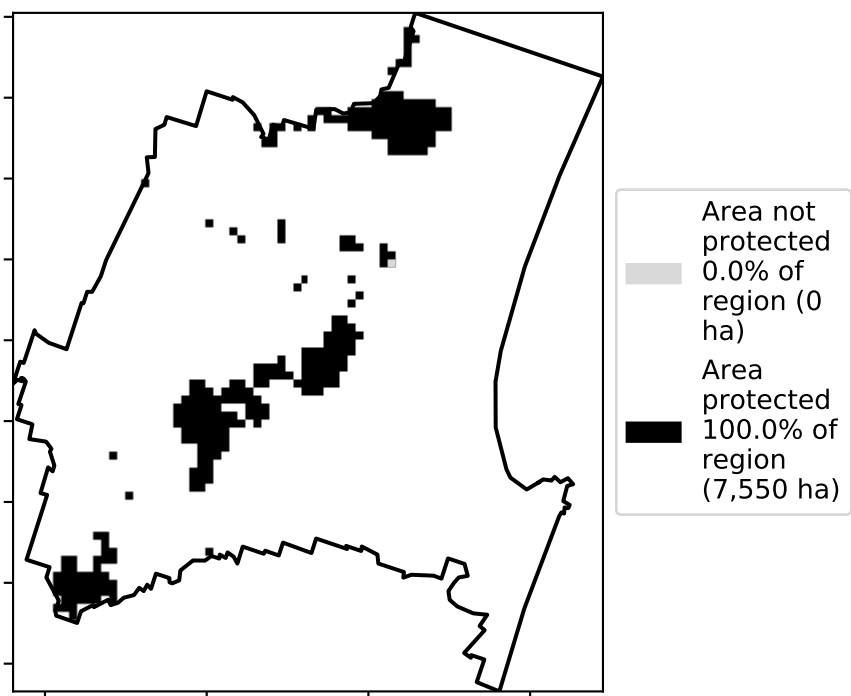 Area not
protected
0.0% of
region (0
ha)
Area
protected
100.0% of
region
(7,550 ha)